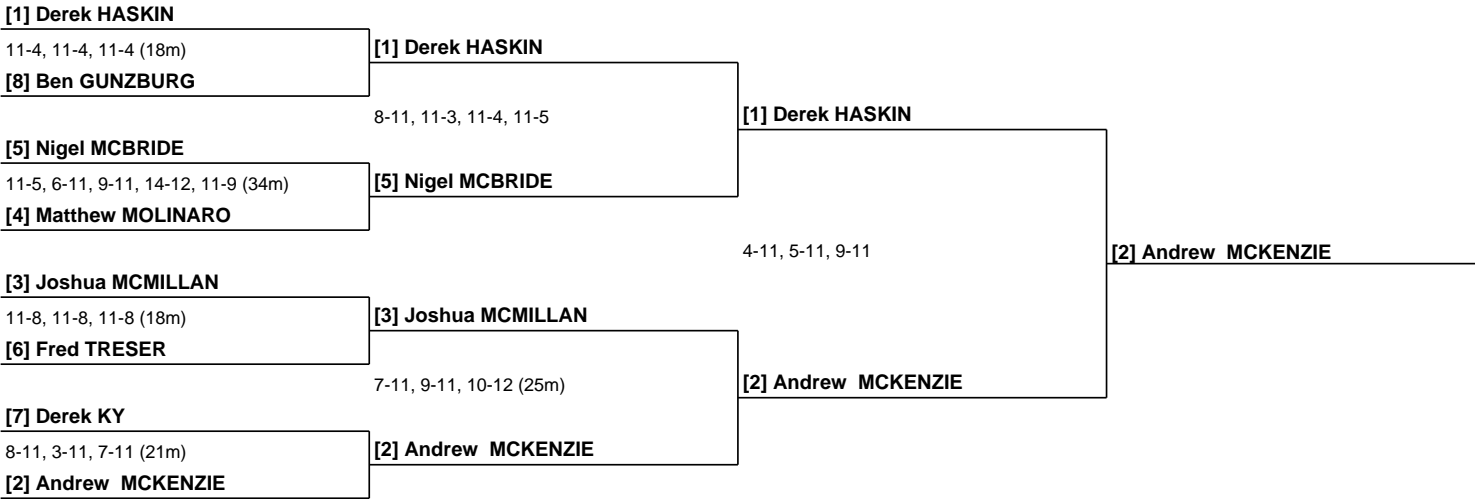 [1] Derek HASKIN
11-4, 11-4, 11-4 (18m)
[1] Derek HASKIN
[8] Ben GUNZBURG
8-11, 11-3, 11-4, 11-5
[1] Derek HASKIN
[5] Nigel MCBRIDE
11-5, 6-11, 9-11, 14-12, 11-9 (34m)
[5] Nigel MCBRIDE
[4] Matthew MOLINARO
4-11, 5-11, 9-11
[2] Andrew MCKENZIE
[3] Joshua MCMILLAN
11-8, 11-8, 11-8 (18m)
[3] Joshua MCMILLAN
[6] Fred TRESER
7-11, 9-11, 10-12 (25m)
[2] Andrew MCKENZIE
[7] Derek KY
8-11, 3-11, 7-11 (21m)
[2] Andrew MCKENZIE
[2] Andrew MCKENZIE